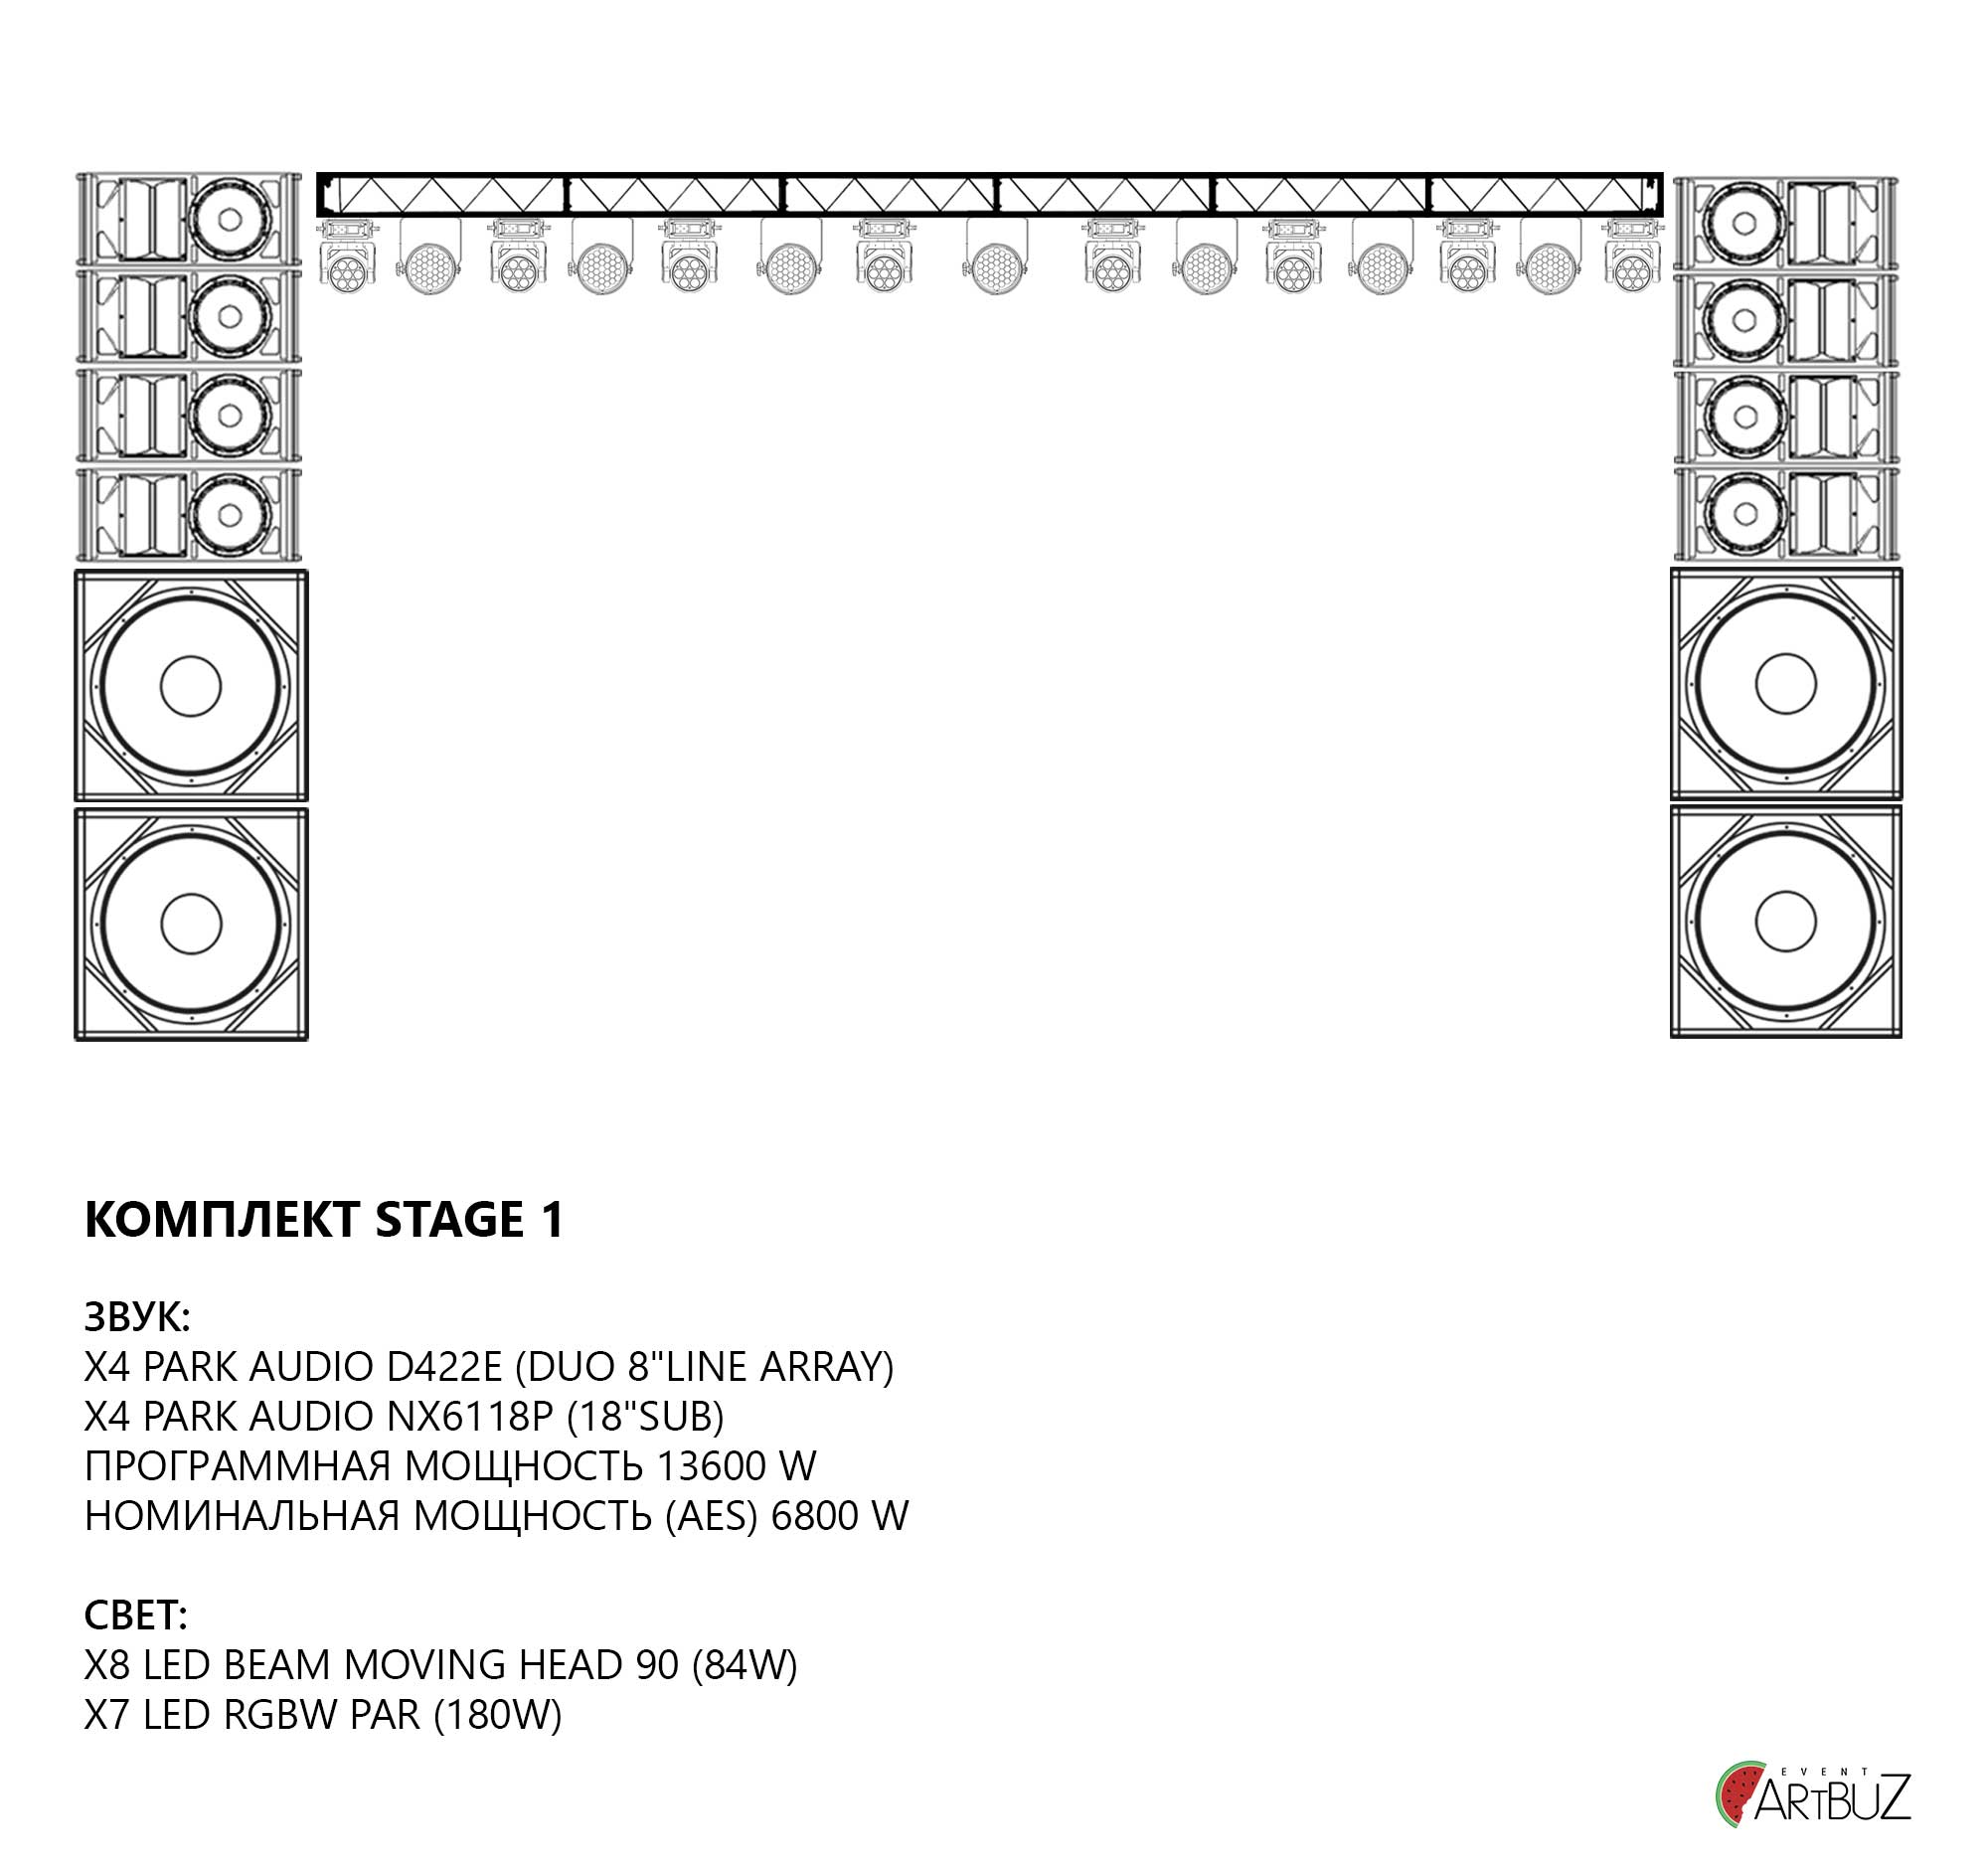 КОМПЛЕКТ STAGE 1
ЗВУК:
X4 PARK AUDIO D422E (DUO 8"LINE ARRAY)
X4 PARK AUDIO NX6118P (18"SUB)
ПРОГРАММНАЯ МОЩНОСТЬ 13600 W
НОМИНАЛЬНАЯ МОЩНОСТЬ (AES) 6800 W
СВЕТ:
X8 LED BEAM MOVING HEAD 90 (84W)
X7 LED RGBW PAR (180W)
EVENT
ARTBUZ